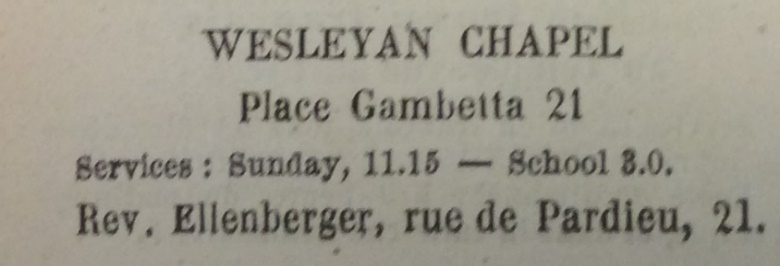 WESLEYAN CHAPEL
Place Gambetta 21
Services : Sunday, 11.15 — School 3.0.
Rev. Ellenberger, rue de Pardieu, 21.